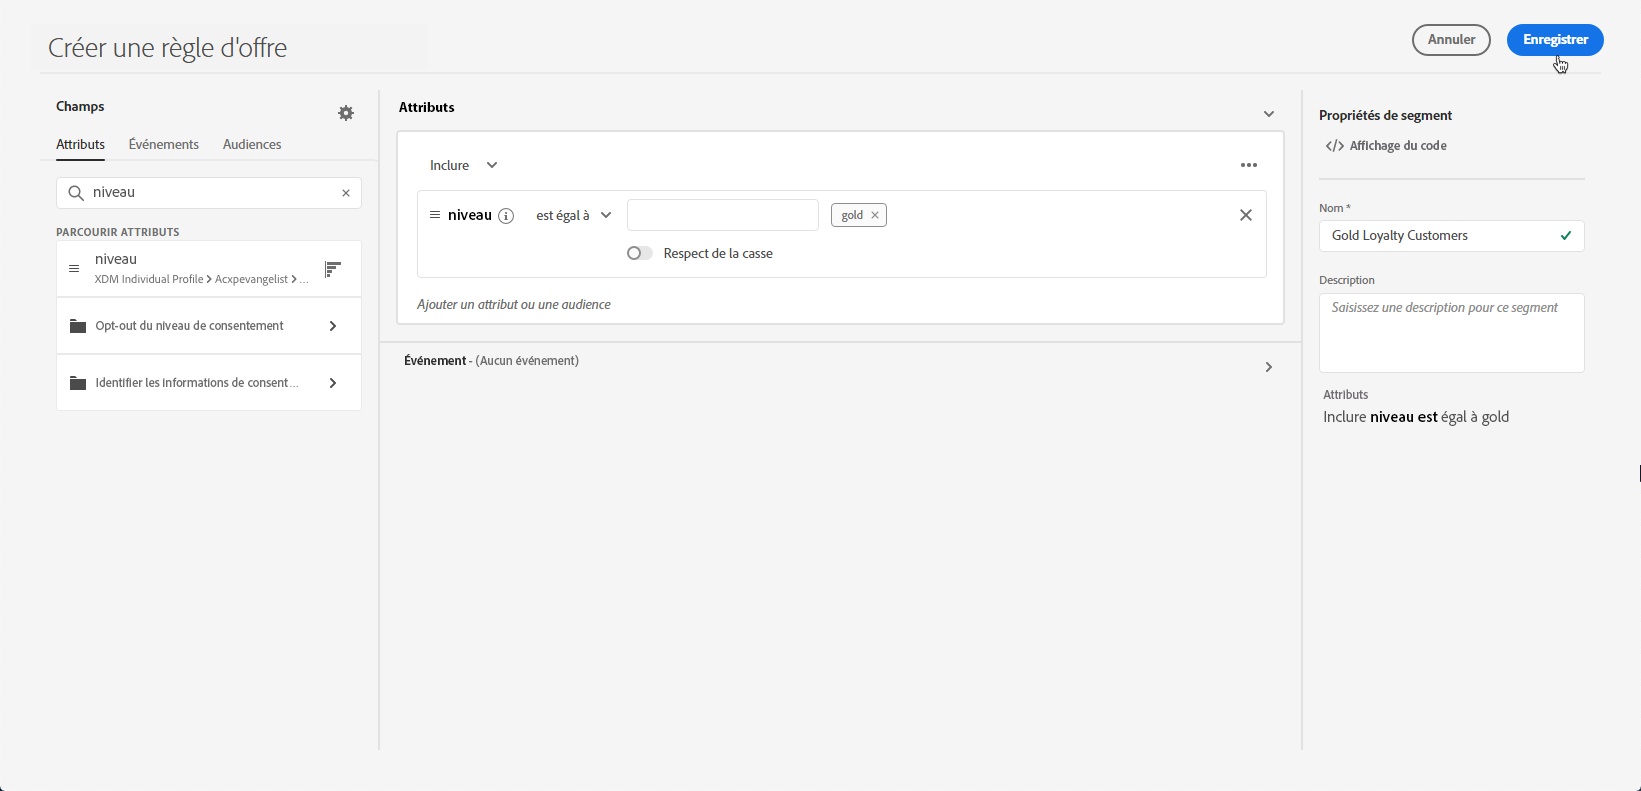 Créer une règle d'offre
Annuler
Enregistrer
Champs
Attributs
Événements
Audiences
niveau
PARCOURIR ATTRIBUTS
niveau
XDM Individual Profile > Acxpevangelist > ...
Opt-out du niveau de consentement
Identifier les informations de consent...
Attributs
Inclure
niveau
est égal à
gold
Respect de la casse
Ajouter un attribut ou une audience
Événement - (Aucun événement)
Propriétés de segment
</> Affichage du code
Nom *
Gold Loyalty Customers
Description
Saisissez une description pour ce segment
Attributs
Inclure niveau est égal à gold